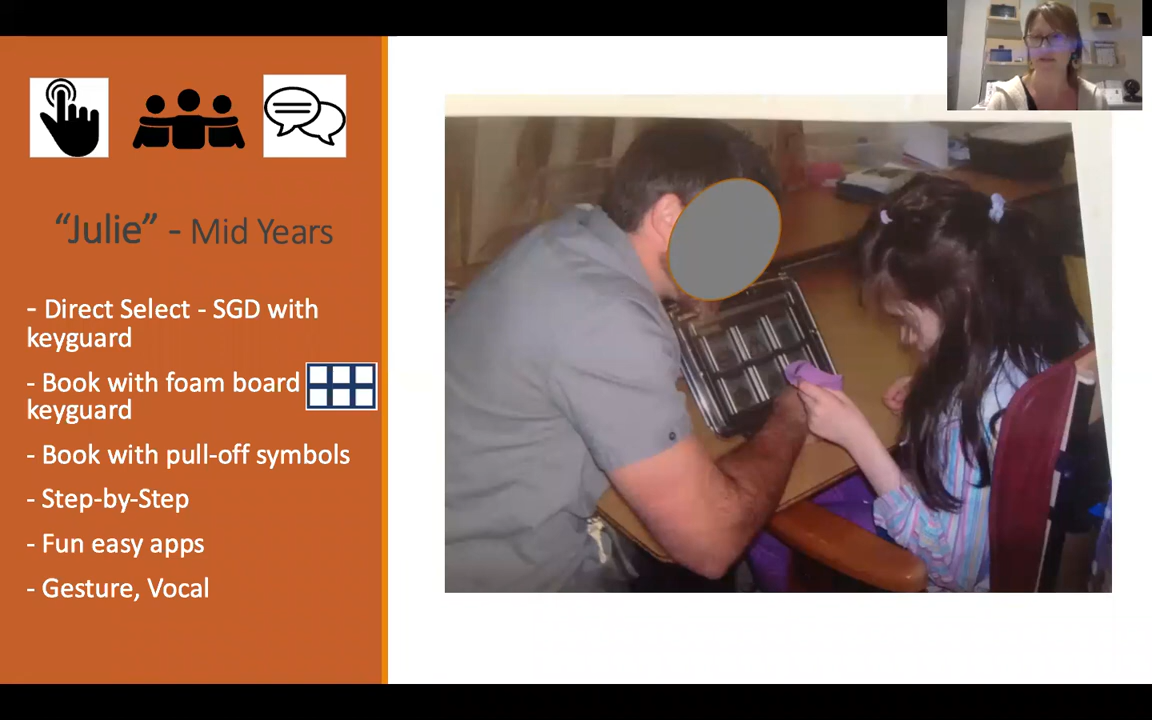 “Julie” - Mid Years
- Direct Select - SGD with
keyguard
- Book with foam board
keyguard
- Book with pull-off symbols
- Step-by-Step
- Fun easy apps
- Gesture, Vocal